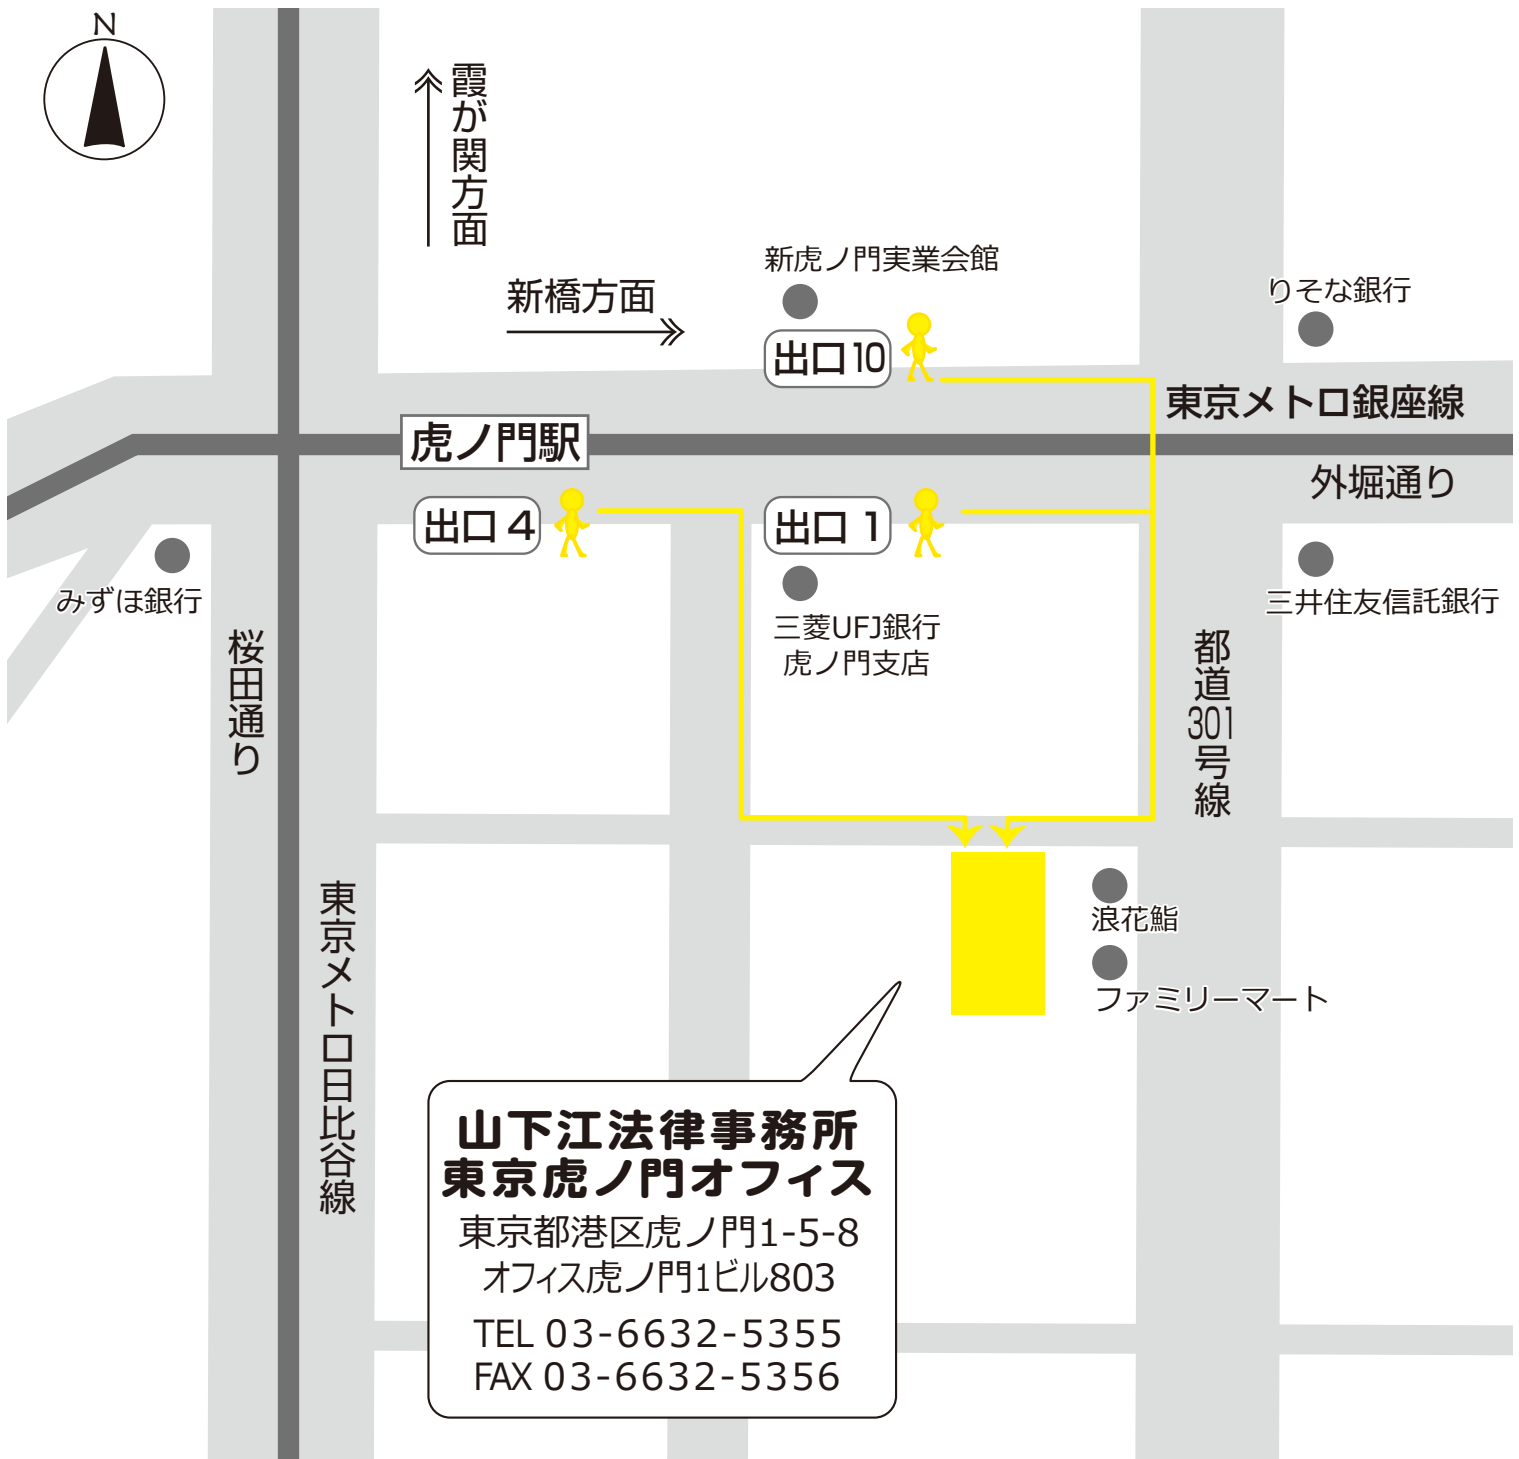 N
霞が関方面
新橋方面
新虎ノ門実業会館
りそな銀行
出口10
東京メトロ銀座線
虎ノ門駅
外堀通り
出口 4
出口 1
みずほ銀行
三菱UFJ銀行
虎ノ門支店
三井住友信託銀行
桜田通り
都道301号線
東京メトロ日比谷線
浪花鮨
ファミリーマート
山下江法律事務所
東京虎ノ門オフィス
東京都港区虎ノ門1-5-8
オフィス虎ノ門1ビル803
TEL 03-6632-5355
FAX 03-6632-5356